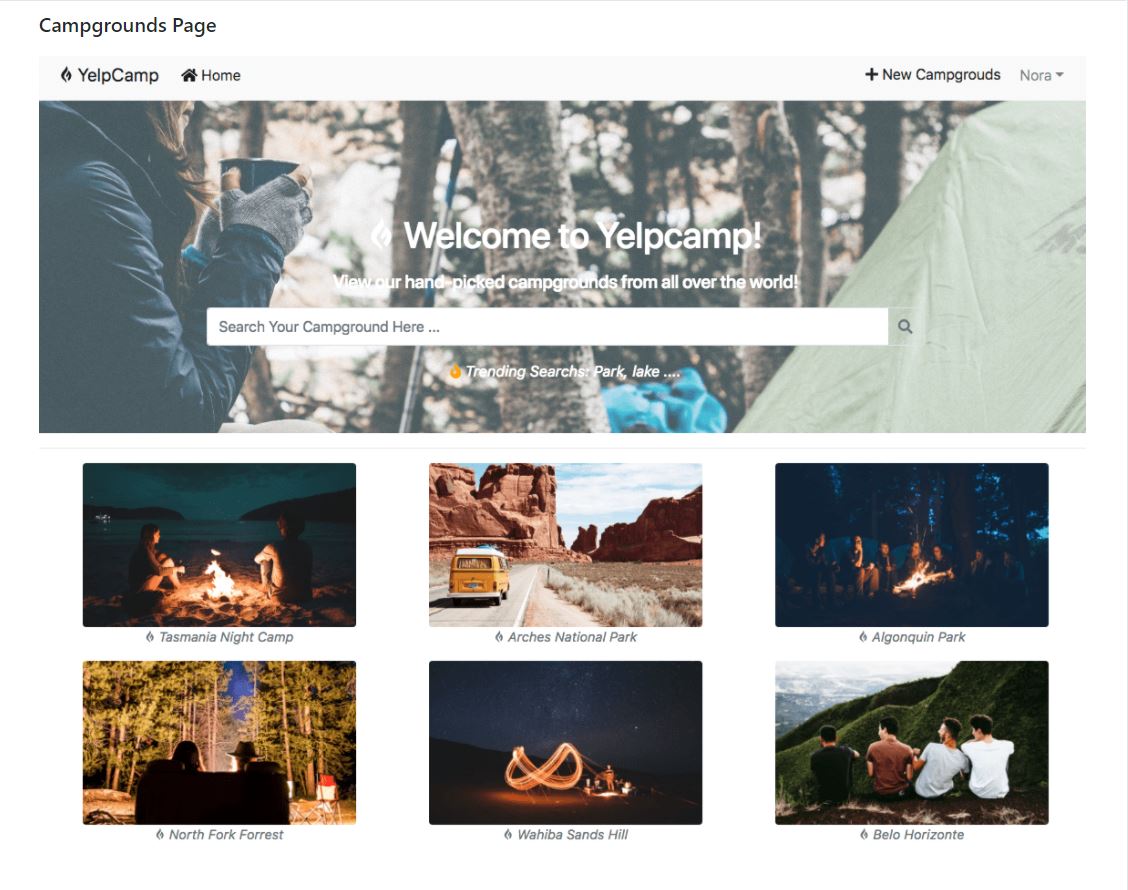 Campgrounds Page
YelpCamp Home New Campgrouds Nora
Welcome to Yelpcamp!
View our hand-picked campgrounds from all over the world!
Search Your Campground Here ...
Trending Searchs: Park, lake ....
Tasmania Night Camp Arches National Park Algonquin Park
North Fork Forrest Wahiba Sands Hill Belo Horizonte